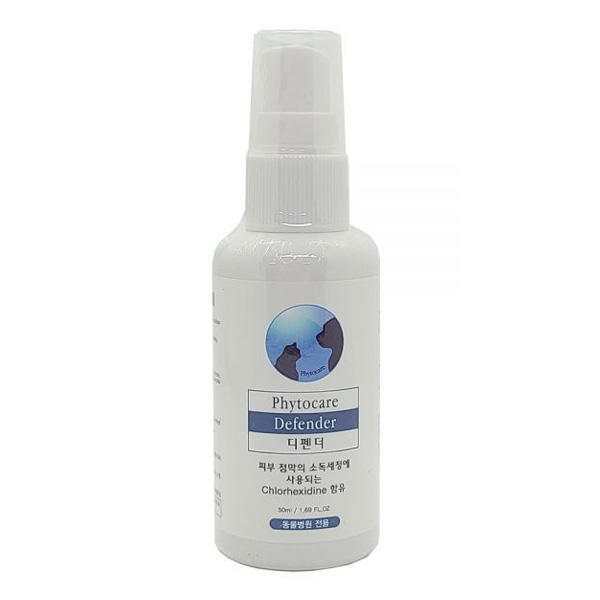 Phytocare
Phytocare
Defender
디펜더
피부 점막의 소독세정에
사용되는
Chlorhexidine 함유
50ml / 1.69 FL.OZ
동물병원 전용